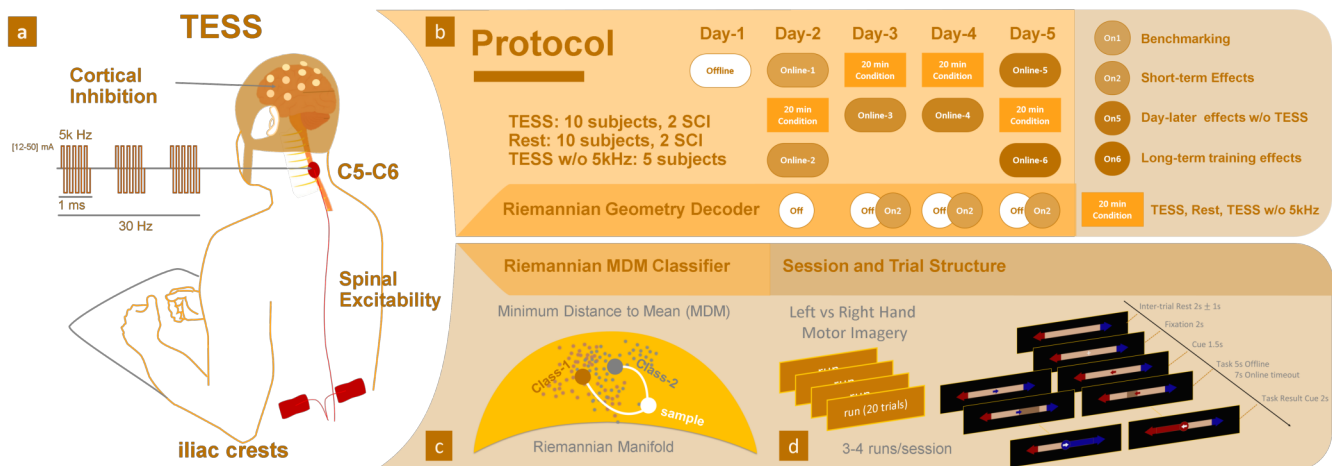 a
TESS
Cortical
Inhibition
5k Hz
[12-50] mA
1 ms
30 Hz
C5-C6
Spinal
Excitability
iliac crests
b
Protocol
TESS: 10 subjects, 2 SCI
Rest: 10 subjects, 2 SCI
TESS w/o 5kHz: 5 subjects
Day-1
Day-2
Day-3
Day-4
Day-5
Offline
Online-1
20 min
Condition
20 min
Condition
Online-5
20 min
Condition
Online-3
Online-4
20 min
Condition
Online-2
Online-6
Riemannian Geometry Decoder
Off
Off
On2
Off
On2
Off
On2
On1
Benchmarking
On2
Short-term Effects
On5
Day-later effects w/o TESS
On6
Long-term training effects
20 min
Condition
TESS, Rest, TESS w/o 5kHz
Riemannian MDM Classifier
Minimum Distance to Mean (MDM)
Class-1
Class-2
sample
Riemannian Manifold
c
Session and Trial Structure
Left vs Right Hand
Motor Imagery
run (20 trials)
3-4 runs/session
d
Inter-trial Rest 2s ± 1s
Fixation 2s
Cue 1.5s
Task 5s Offline
7s Online timeout
Task Result Cue 2s